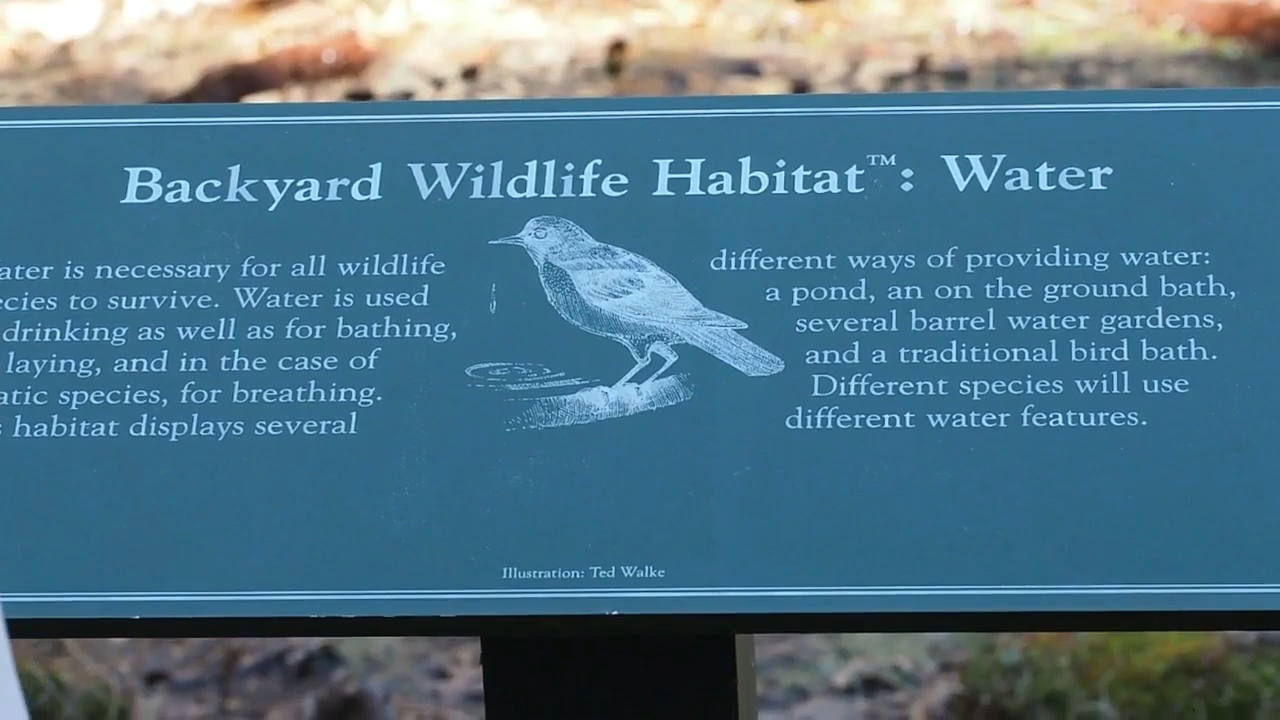 Backyard Wildlife Habitat™: Water
ater is necessary for all wildlife
ecies to survive. Water is used
drinking as well as for bathing,
laying, and in the case of
atic species, for breathing.
s habitat displays several
different ways of providing water:
a pond, an on the ground bath,
several barrel water gardens,
and a traditional bird bath.
Different species will use
different water features.
Illustration: Ted Walke